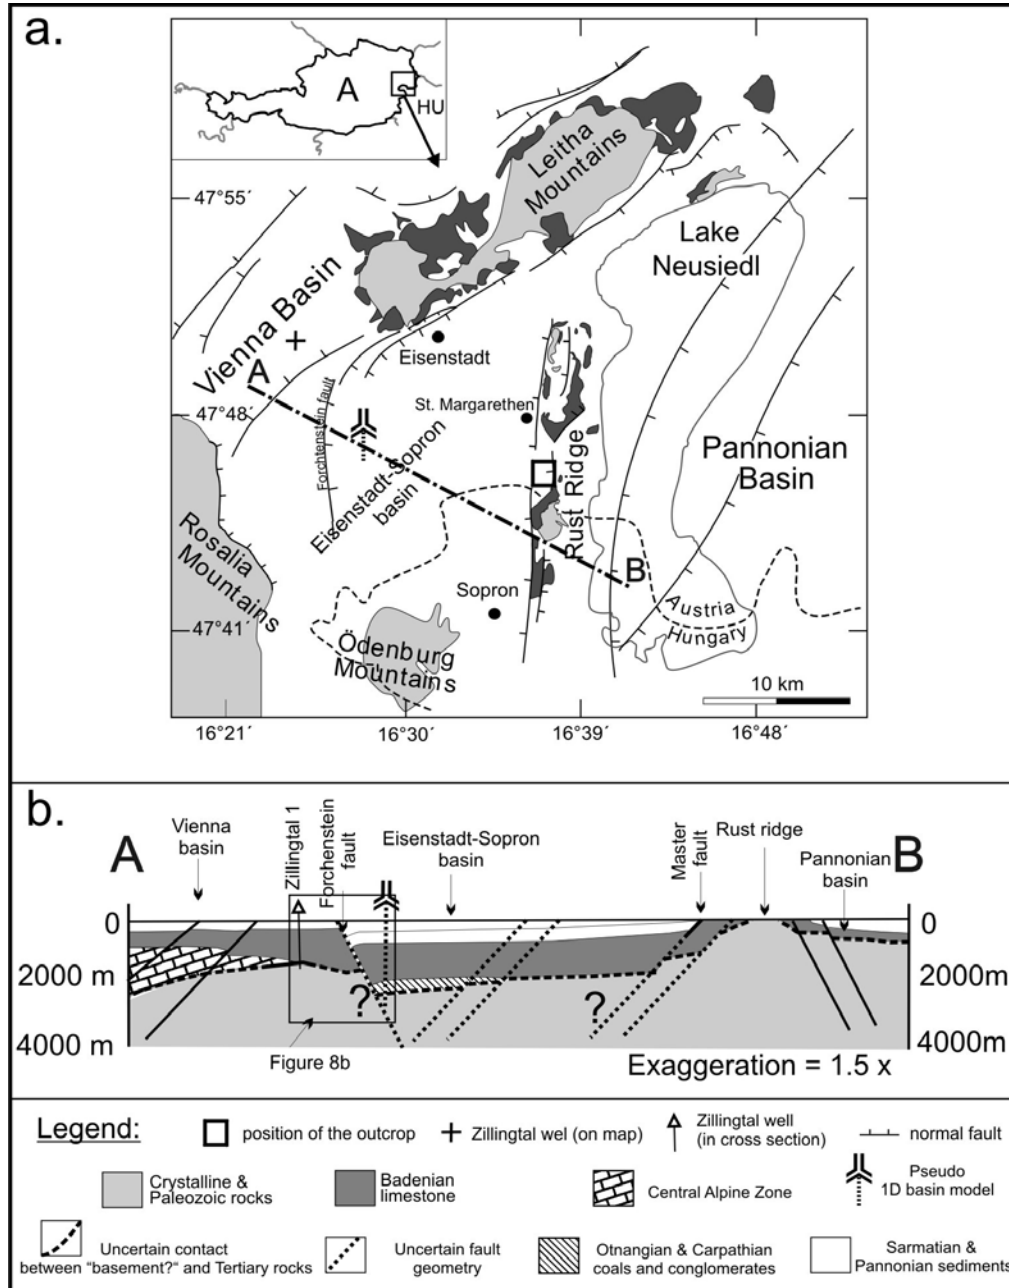 a.
A
HU
Leitha
Mountains
47°55´
Lake
Neusiedl
Vienna Basin
A
Eisenstadt
47°48´
Forchtenstein fault
St. Margarethen
Eisenstadt-Sopron
basin
Rust Ridge
Pannonian
Basin
Rosalia
Mountains
B
Sopron
Austria
Hungary
47°41´
Ödenburg
Mountains
10 km
16°21´
16°30´
16°39´
16°48´
b.
A
Vienna
basin
Zillingtal 1
Forchenstein
fault
Eisenstadt-Sopron
basin
Master
fault
Rust ridge
Pannonian
basin
B
0
0
2000 m
2000m
?
?
4000 m
4000m
Figure 8b
Exaggeration = 1.5 x
Legend:
position of the outcrop
Zillingtal wel (on map)
Zillingtal well
(in cross section)
normal fault
Crystalline &
Paleozoic rocks
Badenian
limestone
Central Alpine Zone
Pseudo
1D basin model
Uncertain contact
between "basement?" and Tertiary rocks
Uncertain fault
geometry
Otnangian & Carpathian
coals and conglomerates
Sarmatian &
Pannonian sediments